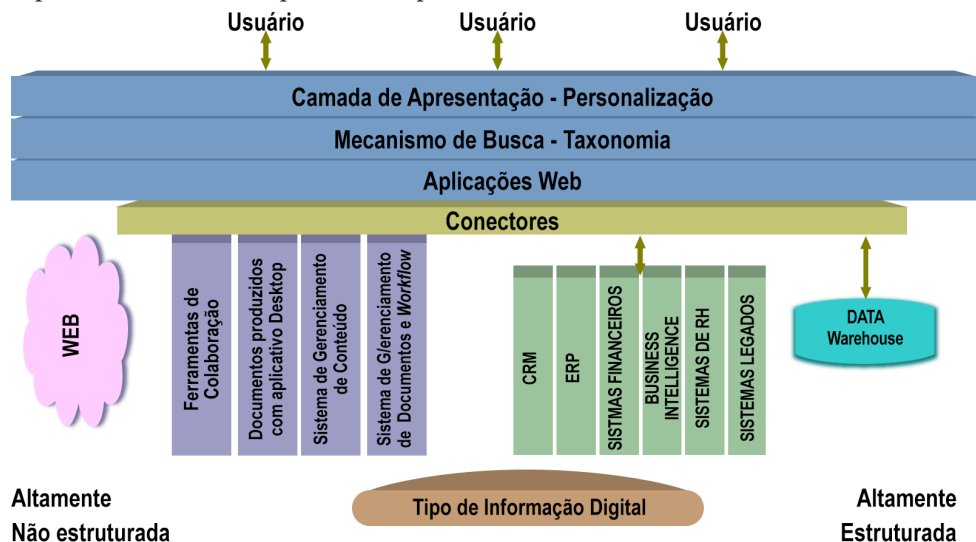 Usuário
Usuário
Usuário
Camada de Apresentação - Personalização
Mecanismo de Busca - Taxonomia
Aplicações Web
Conectores
WEB
Ferramentas de
Colaboração
Documentos produzidos
com aplicativo Desktop
Sistema de Gerenciamento
de Conteúdo
Sistema de G/erenciamento
de Documentos e Workflow
CRM
ERP
SISTMAS FINANCEIROS
BUSINESS
INTELLIGENCE
SISTEMAS DE RH
SISTEMAS LEGADOS
DATA
Warehouse
Altamente
Não estruturada
Tipo de Informação Digital
Altamente
Estruturada